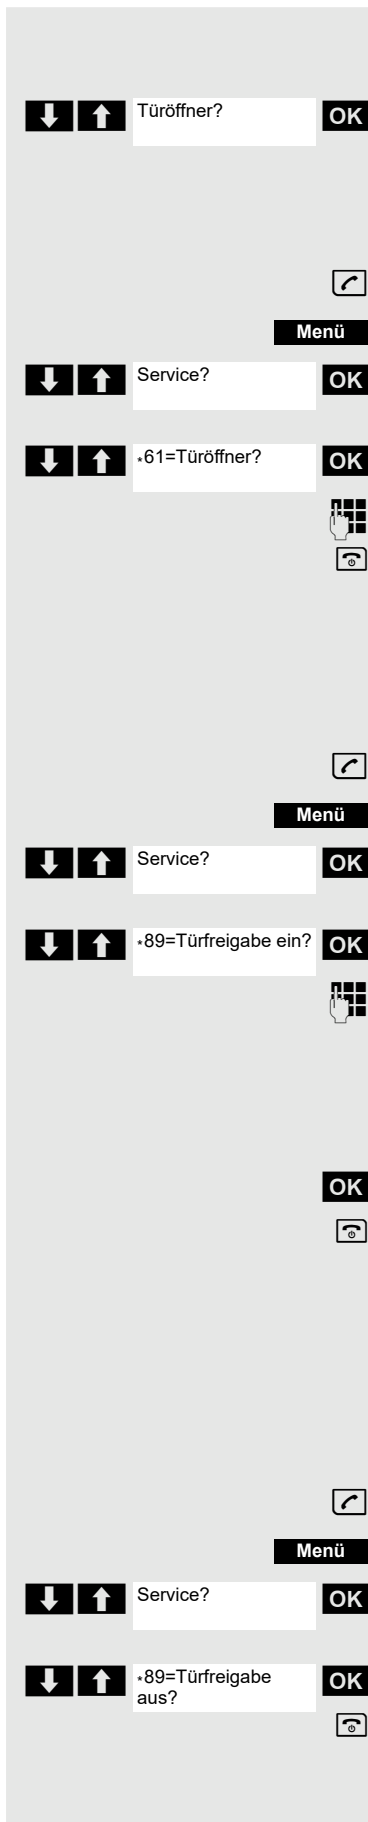 Türöffner? OK
Menü
Service? OK
*61=Türöffner? OK
Menü
Service? OK
*89=Türfreigabe ein? OK
OK
Menü
Service? OK
*89=Türfreigabe OK
aus?